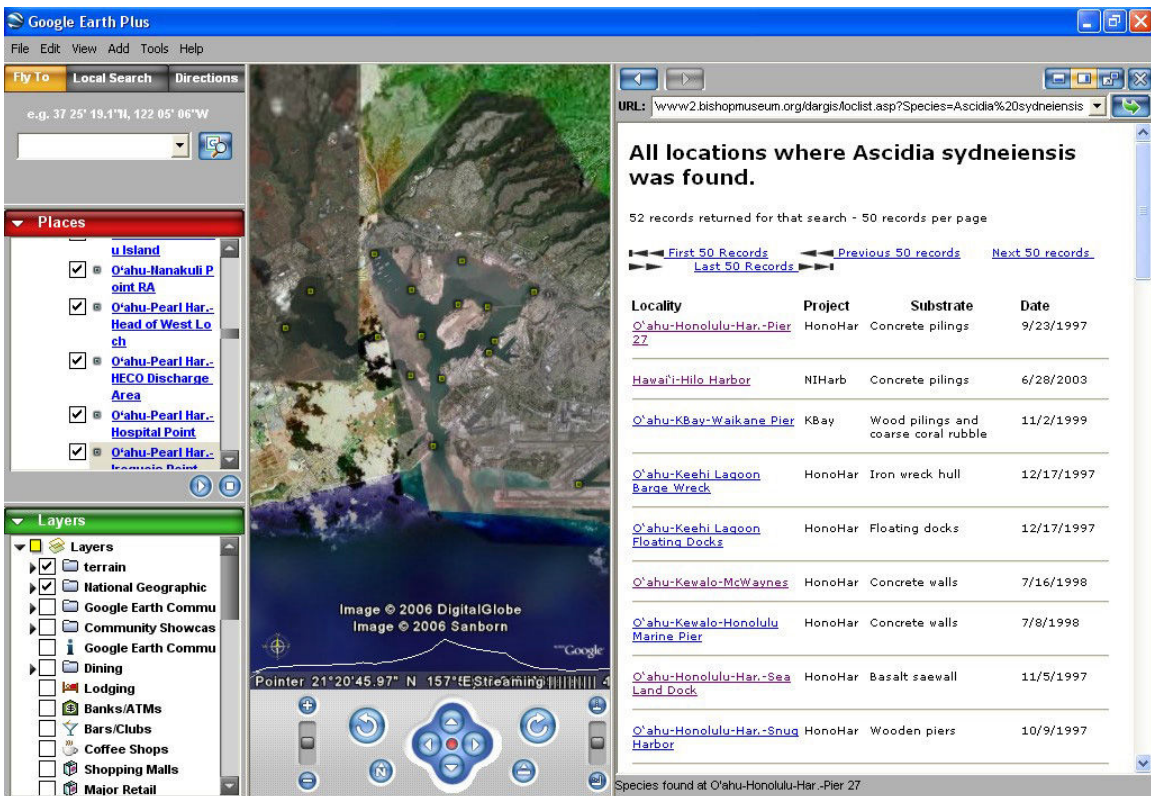 Google Earth Plus
File Edit View Add Tools Help
Fly To Local Search Directions
e.g. 37 25' 19.1"N, 122 05' 06"W
Places
u Island
O'ahu-Nanakuli P
oint RA
O'ahu-Pearl Har.-
Head of West Lo
ch
O'ahu-Pearl Har.-
HECO Discharge
Area
O'ahu-Pearl Har.-
Hospital Point
O'ahu-Pearl Har.-
Iroquois Point
Layers
Layers
terrain
National Geographic
Google Earth Commu
Community Showcas
Google Earth Commu
Dining
Lodging
Banks/ATMs
Bars/Clubs
Coffee Shops
Shopping Malls
Major Retail
Image © 2006 DigitalGlobe
Image © 2006 Sanborn
Google
Pointer 21°20'45.97" N 157° Streaming
N
URL: www2.bishopmuseum.org/dargis/loclist.asp?Species=Ascidia%20sydneiensis
All locations where Ascidia sydneiensis
was found.
52 records returned for that search - 50 records per page
First 50 Records Previous 50 records Next 50 records
Last 50 Records
Locality Project Substrate Date
O`ahu-Honolulu-Har.-Pier HonoHar Concrete pilings 9/23/1997
27
Hawai`i-Hilo Harbor NIHarb Concrete pilings 6/28/2003
O`ahu-KBay-Waikane Pier KBay Wood pilings and 11/2/1999
coarse coral rubble
O`ahu-Keehi Lagoon HonoHar Iron wreck hull 12/17/1997
Barge Wreck
O`ahu-Keehi Lagoon HonoHar Floating docks 12/17/1997
Floating Docks
O`ahu-Kewalo-McWaynes HonoHar Concrete walls 7/16/1998
O`ahu-Kewalo-Honolulu HonoHar Concrete walls 7/8/1998
Marine Pier
O`ahu-Honolulu-Har.-Sea HonoHar Basalt saewall 11/5/1997
Land Dock
O`ahu-Honolulu-Har.-Snug HonoHar Wooden piers 10/9/1997
Harbor
Species found at O'ahu-Honolulu-Har.-Pier 27